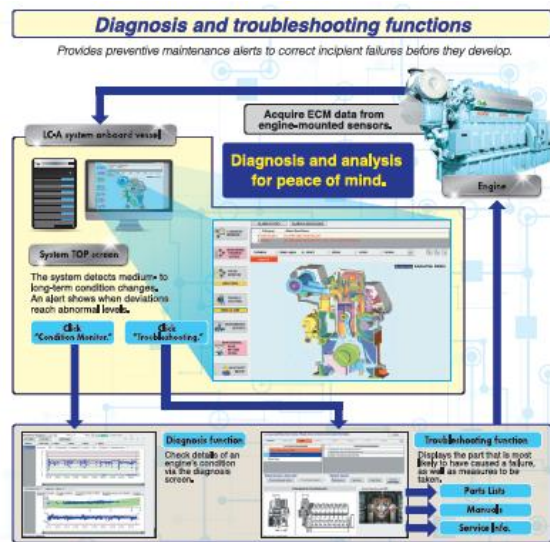 Diagnosis and troubleshooting functions
Provides preventive maintenance alerts to correct incipient failures before they develop.
Acquire ECM data from
engine-mounted sensors.
LC-A system onboard vessel
Diagnosis and analysis
for peace of mind.
Engine
System TOP screen
The system detects medium- to
long-term condition changes.
An alert shows when deviations
reach abnormal levels.
Click
"Condition Monitor."
Click
"Troubleshooting."
Diagnosis function
Check details of an
engine's condition
via the diagnosis
screen.
Troubleshooting function
Displays the part that is most
likely to have caused a failure,
as well as measures to be
taken.
Parts Lists
Manuals
Service Info.